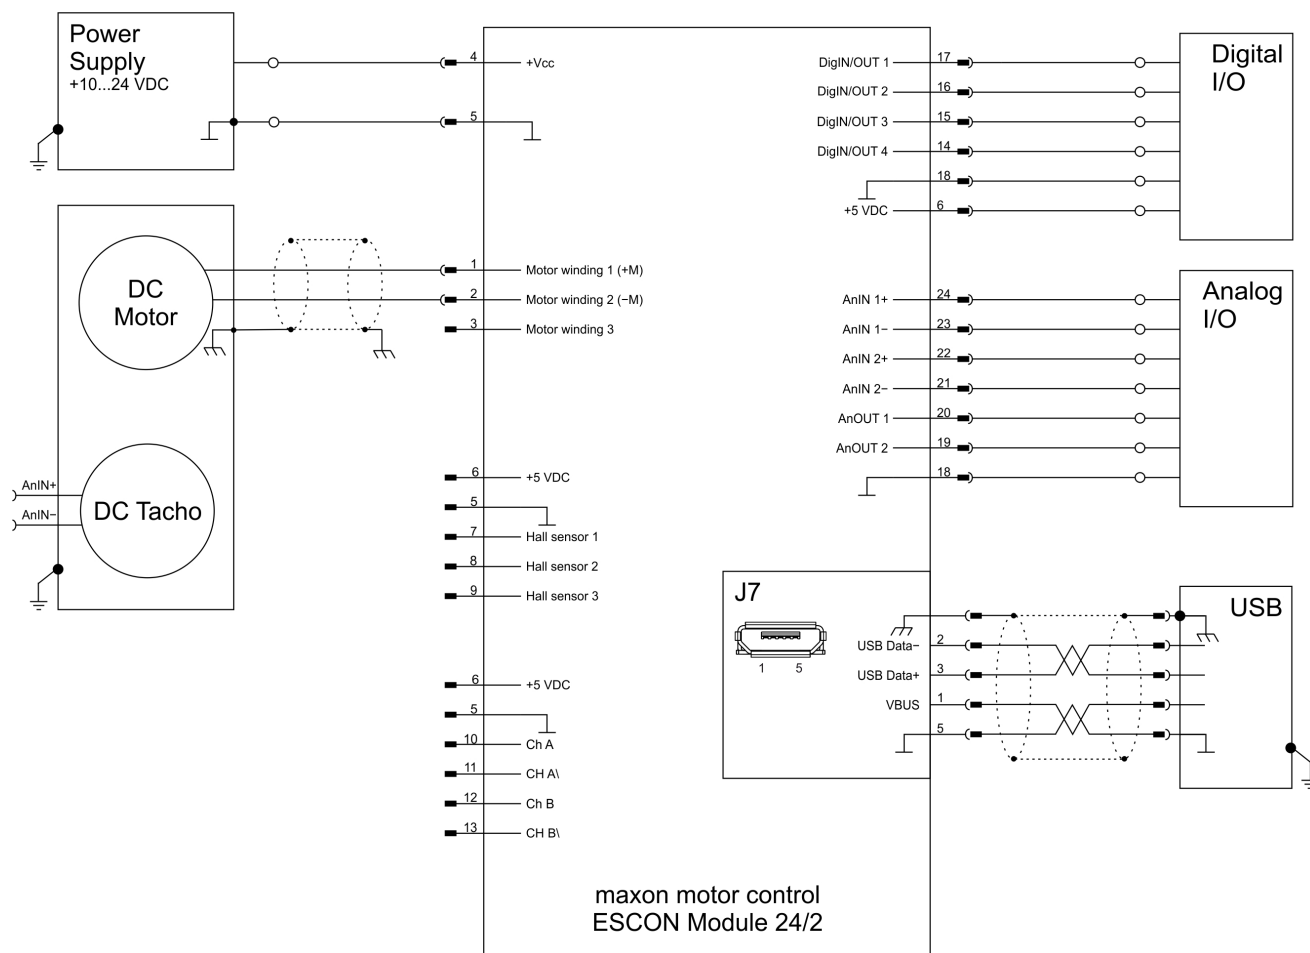 Power
Supply
+10...24 VDC
4
+Vcc
5
DC
Motor
1
Motor winding 1 (+M)
2
Motor winding 2 (−M)
3
Motor winding 3
AnIN+
AnIN−
DC Tacho
6
+5 VDC
5
7
Hall sensor 1
8
Hall sensor 2
9
Hall sensor 3
6
+5 VDC
5
10
Ch A
11
CH A\
12
Ch B
13
CH B\
DigIN/OUT 1
17
DigIN/OUT 2
16
DigIN/OUT 3
15
DigIN/OUT 4
14
18
+5 VDC
6
Digital
I/O
AnIN 1+
24
AnIN 1−
23
AnIN 2+
22
AnIN 2−
21
AnOUT 1
20
AnOUT 2
19
18
Analog
I/O
J7
1 5
USB Data−
2
USB Data+
3
VBUS
1
5
USB
maxon motor control
ESCON Module 24/2